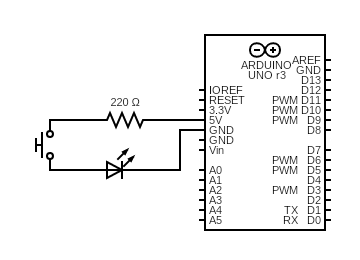 220 Ω
ARDUINO
UNO r3
IOREF
RESET
3.3V
5V
GND
GND
Vin
A0
A1
A2
A3
A4
A5
AREF
GND
D13
D12
PWM D11
PWM D10
PWM D9
D8
D7
PWM D6
PWM D5
D4
PWM D3
D2
TX D1
RX D0